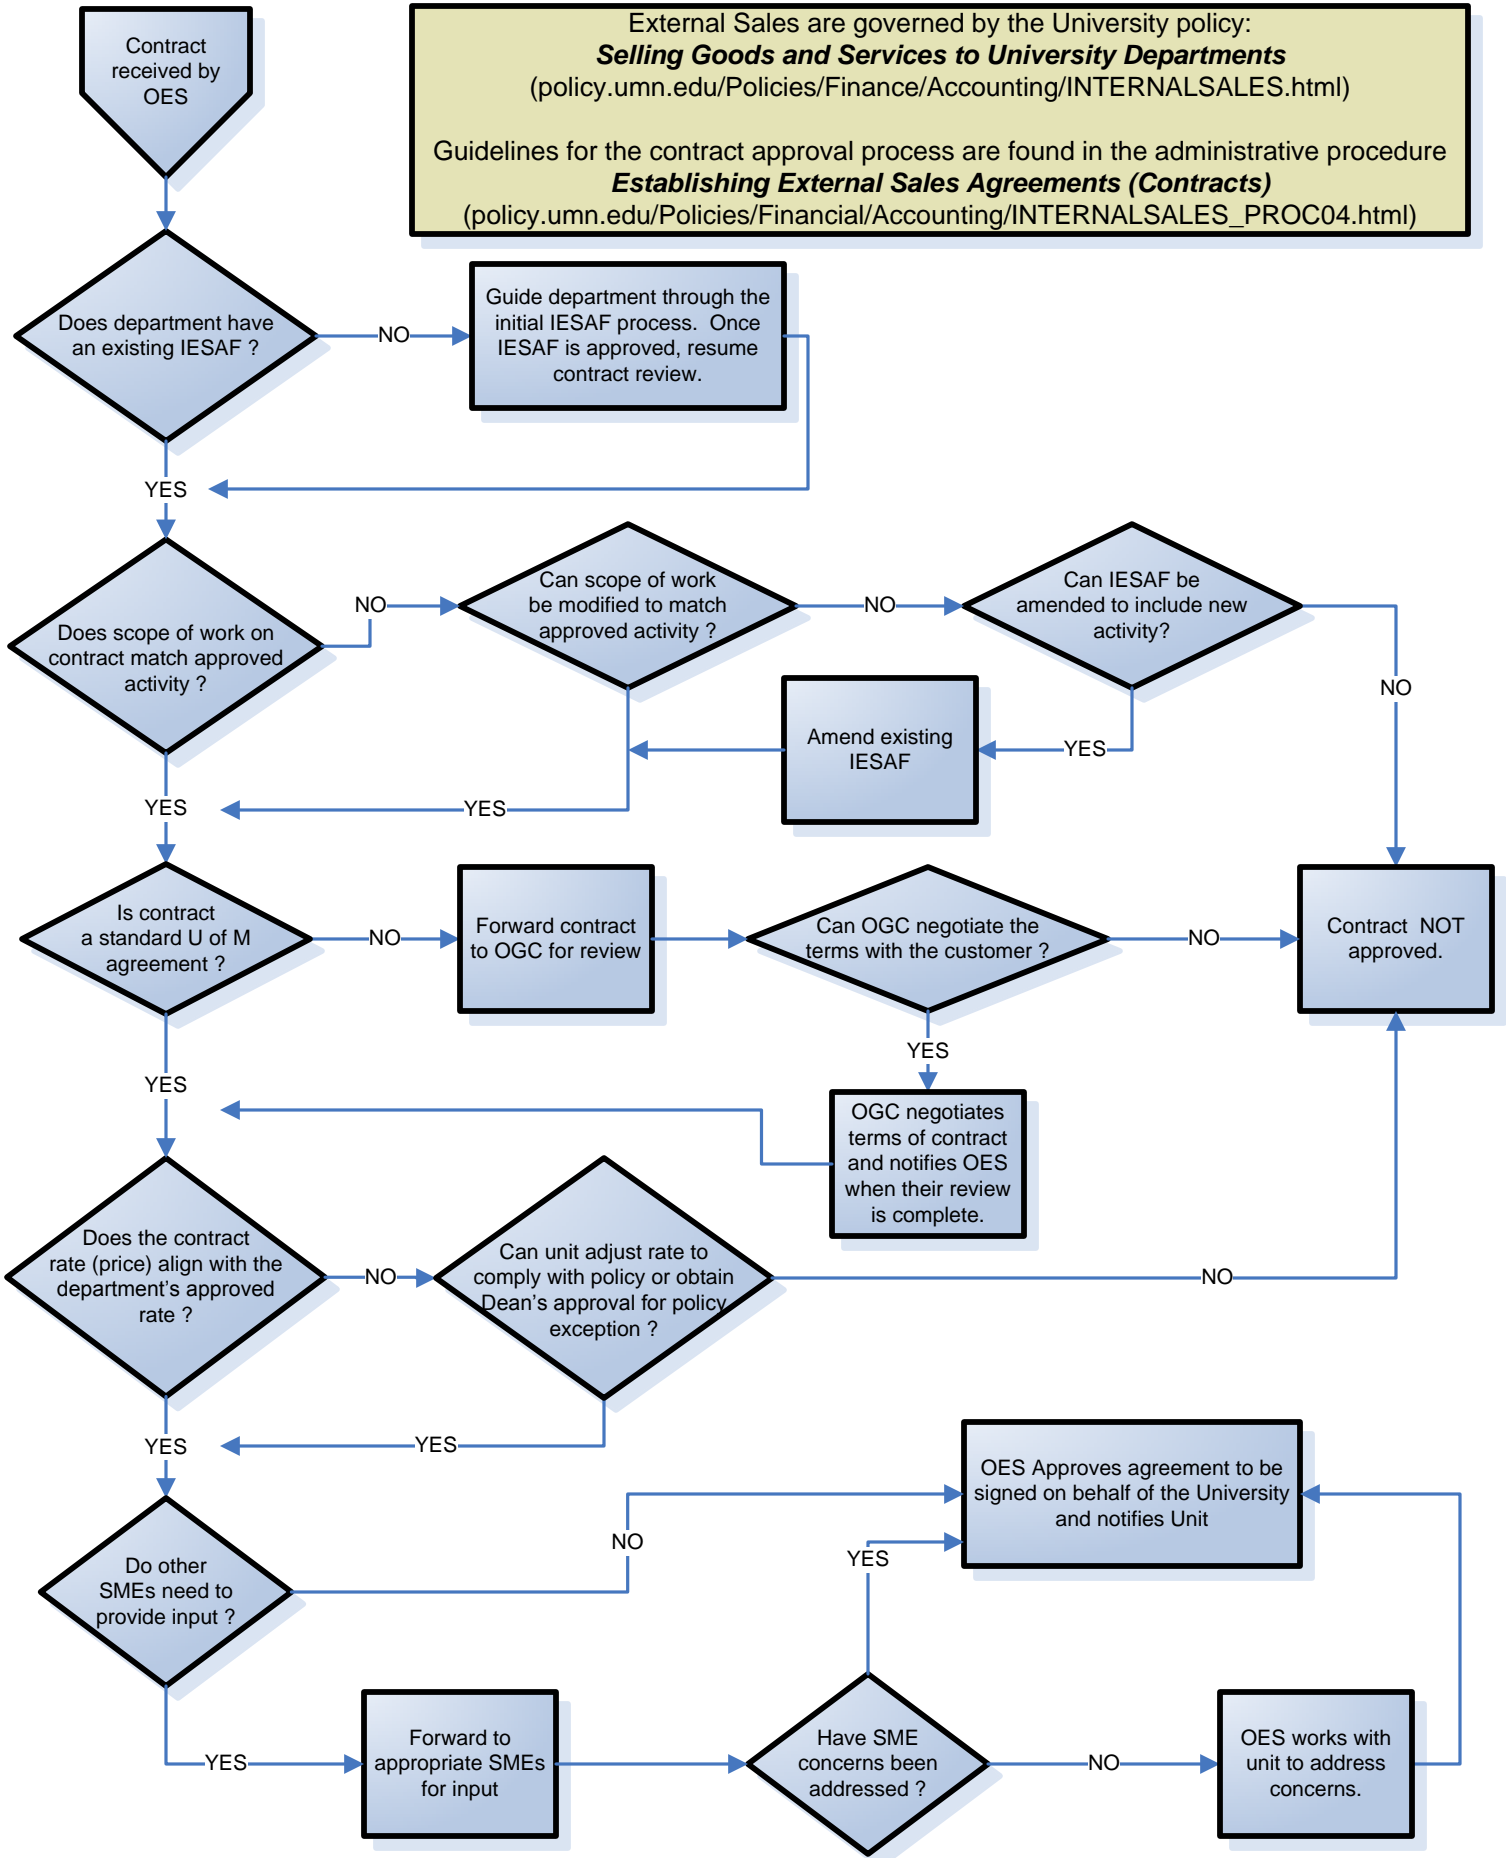 Contract
received by
OES
External Sales are governed by the University policy:
Selling Goods and Services to University Departments
(policy.umn.edu/Policies/Finance/Accounting/INTERNALSALES.html)
Guidelines for the contract approval process are found in the administrative procedure
Establishing External Sales Agreements (Contracts)
(policy.umn.edu/Policies/Financial/Accounting/INTERNALSALES_PROC04.html)
Does department have
an existing IESAF ?
NO
Guide department through the
initial IESAF process.  Once
IESAF is approved, resume
contract review.
YES
Does scope of work on
contract match approved
activity ?
NO
Can scope of work
be modified to match
approved activity ?
NO
Can IESAF be
amended to include new
activity?
NO
YES
Amend existing
IESAF
YES
YES
Is contract
a standard U of M
agreement ?
NO
Forward contract
to OGC for review
Can OGC negotiate the
terms with the customer ?
NO
Contract  NOT
approved.
YES
YES
OGC negotiates
terms of contract
and notifies OES
when their review
is complete.
Does the contract
rate (price) align with the
department's approved
rate ?
NO
Can unit adjust rate to
comply with policy or obtain
Dean's approval for policy
exception ?
NO
YES
YES
Do other
SMEs need to
provide input ?
NO
YES
OES Approves agreement to be
signed on behalf of the University
and notifies Unit
YES
Forward to
appropriate SMEs
for input
Have SME
concerns been
addressed ?
NO
OES works with
unit to address
concerns.